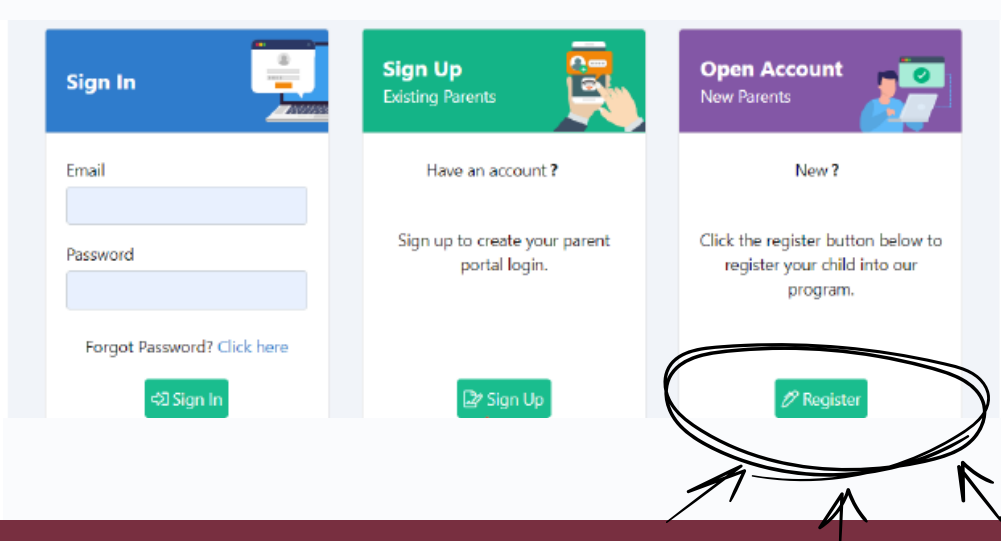 Sign In
Email
Password
Forgot Password? Click here
Sign In
Sign Up
Existing Parents
Have an account ?
Sign up to create your parent
portal login.
Sign Up
Open Account
New Parents
New ?
Click the register button below to
register your child into our
program.
Register